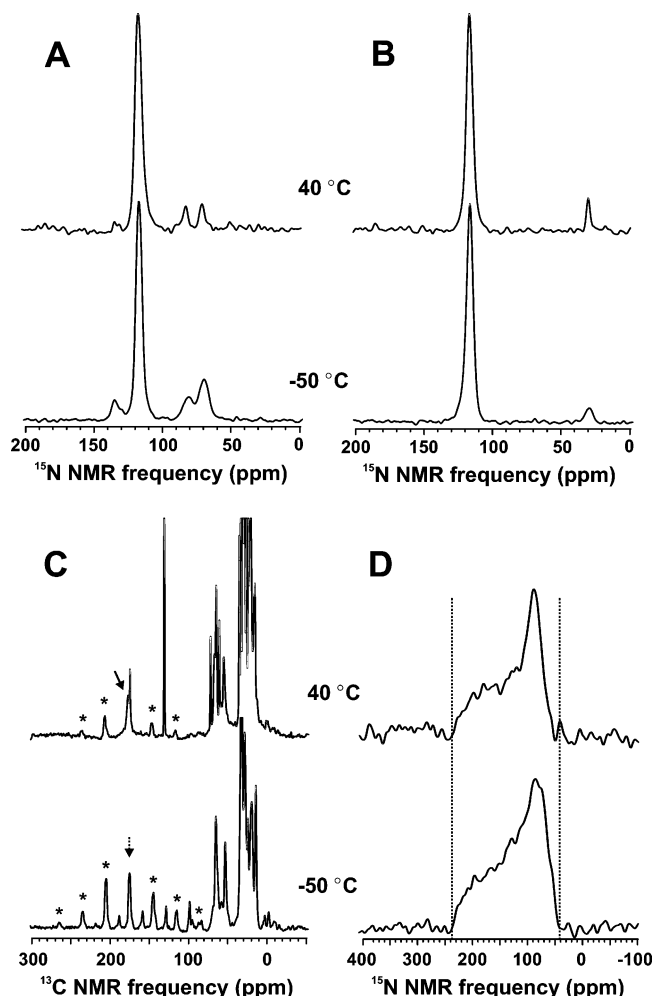 A B
40 °C
-50 °C
200 150 100 50 0 200 150 100 50 0
15N NMR frequency (ppm) 15N NMR frequency (ppm)
C D
40 °C
* * * *
-50 °C
* * * * * *
300 200 100 0 400 300 200 100 0 -100
13C NMR frequency (ppm) 15N NMR frequency (ppm)